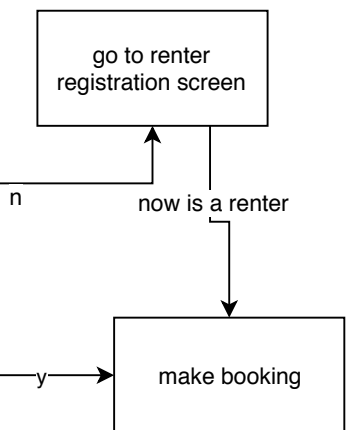 go to renter
registration screen
n
now is a renter
y
make booking